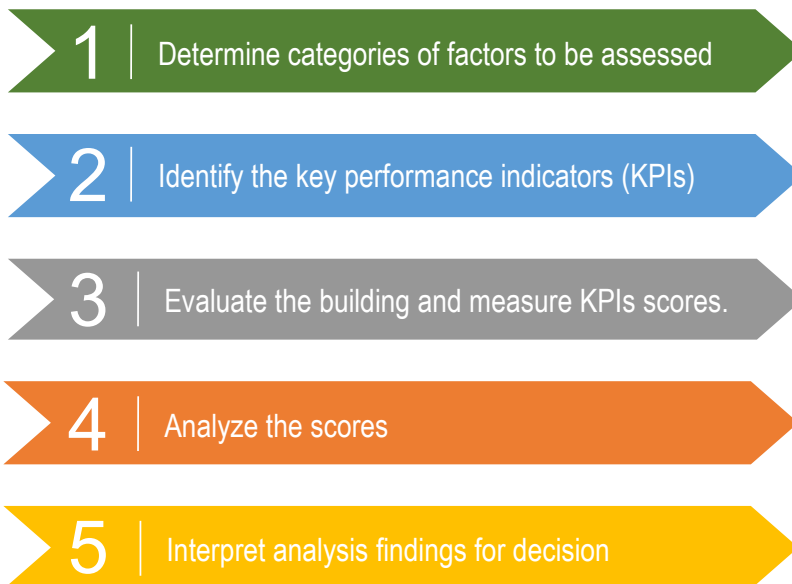 1 Determine categories of factors to be assessed
2 Identify the key performance indicators (KPIs)
3 Evaluate the building and measure KPIs scores.
4 Analyze the scores
5 Interpret analysis findings for decision